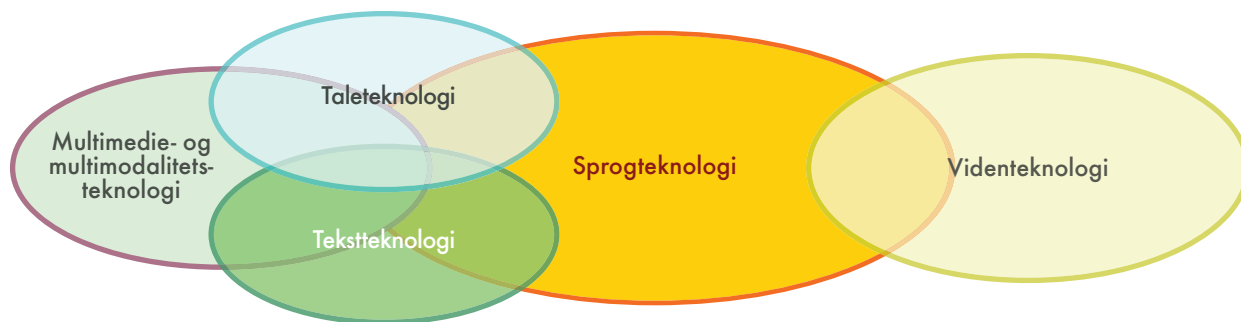 Taleteknologi
Multimedie- og
multimodalitets-
teknologi
Sprogteknologi
Videnteknologi
Tekstteknologi